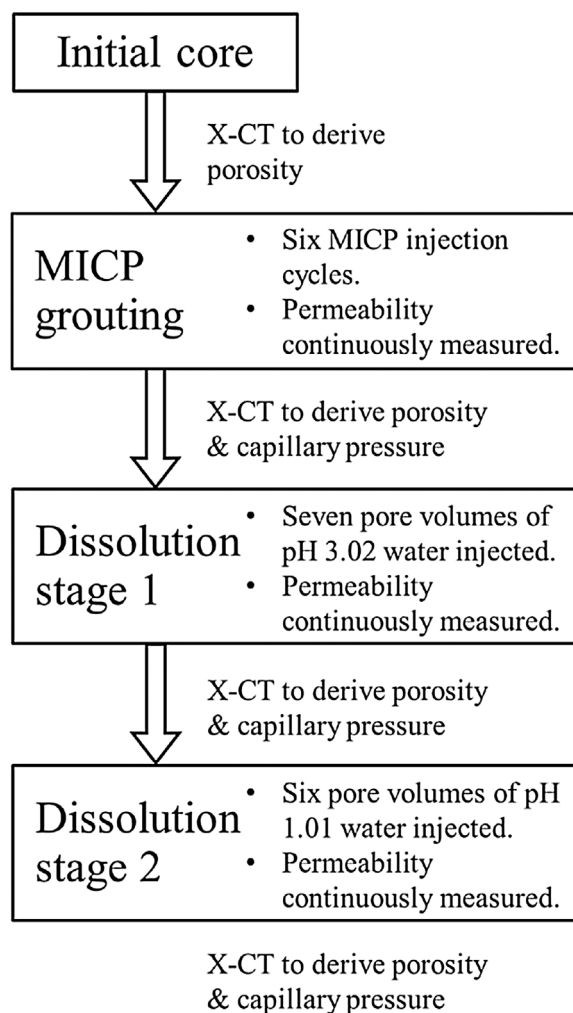 Initial core
X-CT to derive
porosity
MICP
grouting
• Six MICP injection
cycles.
• Permeability
continuously measured.
X-CT to derive porosity
& capillary pressure
Dissolution
stage 1
• Seven pore volumes of
pH 3.02 water injected.
• Permeability
continuously measured.
X-CT to derive porosity
& capillary pressure
Dissolution
stage 2
• Six pore volumes of pH
1.01 water injected.
• Permeability
continuously measured.
X-CT to derive porosity
& capillary pressure